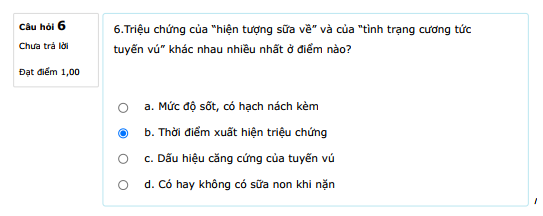 Câu hỏi 6
Chưa trả lời
Đạt điểm 1,00
6.Triệu chứng của "hiện tượng sữa về" và của "tình trạng cương tức
tuyến vú" khác nhau nhiều nhất ở điểm nào?
a. Mức độ sốt, có hạch nách kèm
b. Thời điểm xuất hiện triệu chứng
c. Dấu hiệu căng cứng của tuyến vú
d. Có hay không có sữa non khi nặn